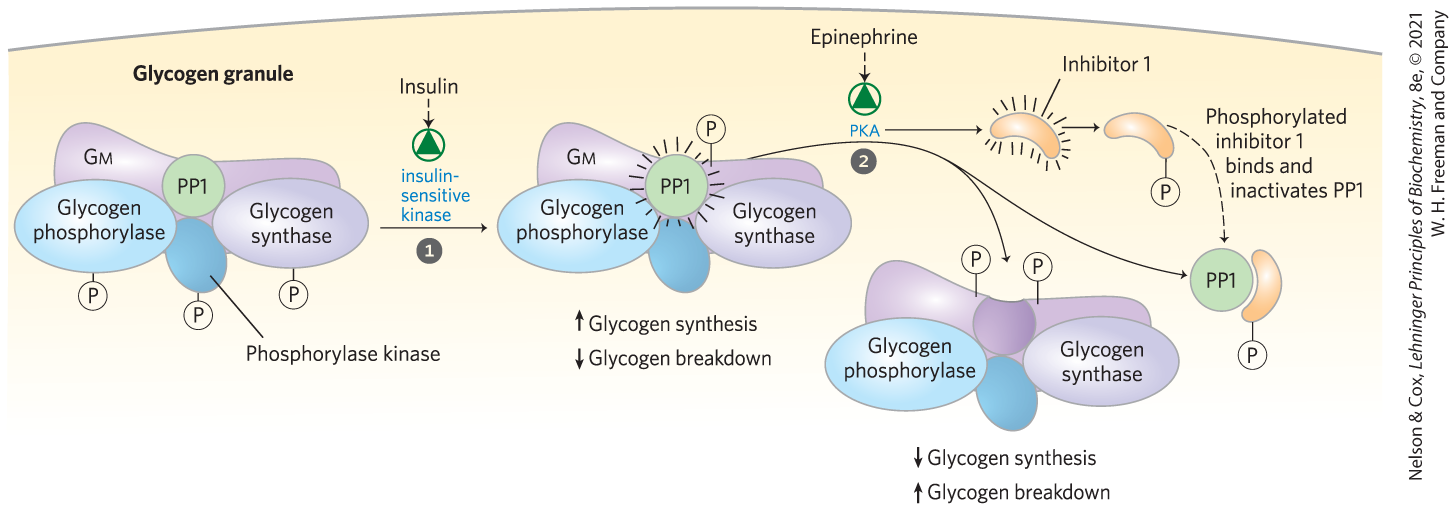 Glycogen granule
GM
PP1
Glycogen
phosphorylase
Glycogen
synthase
P
P
P
Phosphorylase kinase
Insulin
insulin-
sensitive
kinase
1
GM
PP1
P
Glycogen
phosphorylase
Glycogen
synthase
Glycogen synthesis
Glycogen breakdown
Epinephrine
PKA
2
Inhibitor 1
P
Phosphorylated
inhibitor 1
binds and
inactivates PP1
PP1
P
P
P
Glycogen
phosphorylase
Glycogen
synthase
Glycogen synthesis
Glycogen breakdown
Nelson & Cox, Lehninger Principles of Biochemistry, 8e, © 2021
W. H. Freeman and Company